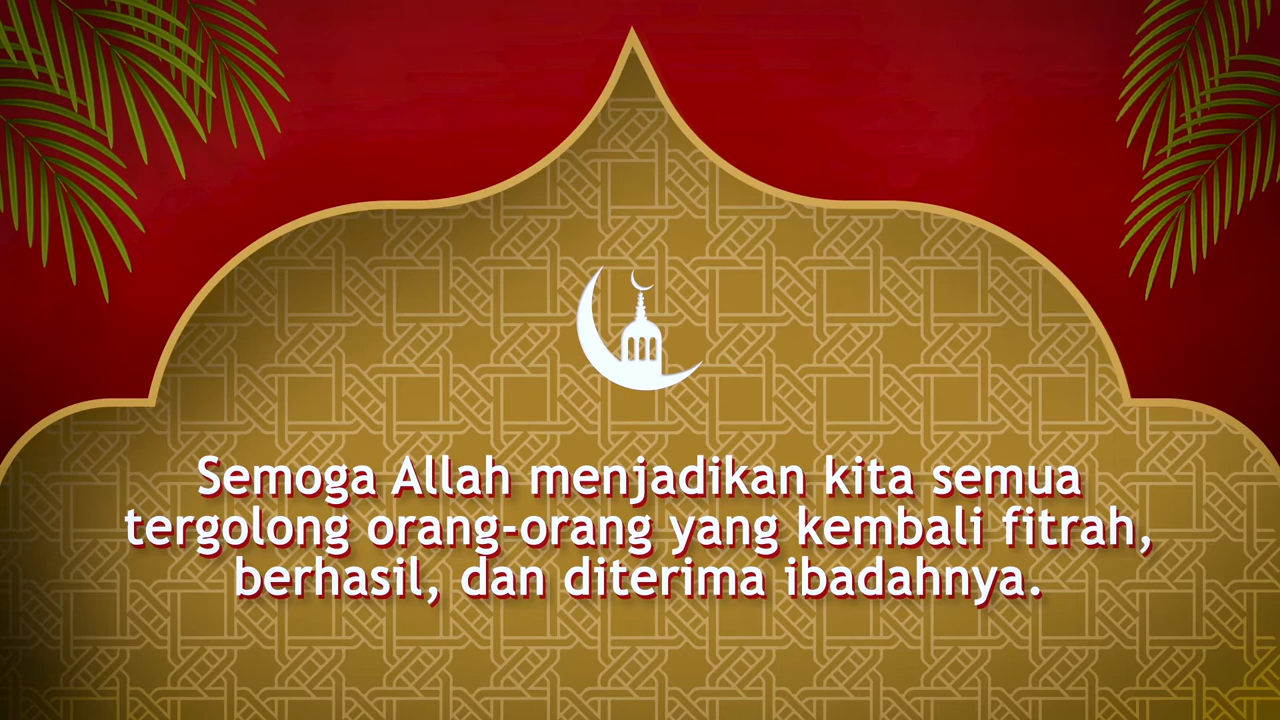 Semoga Allah menjadikan kita semua
tergolong orang-orang yang kembali fitrah,
berhasil, dan diterima ibadahnya.